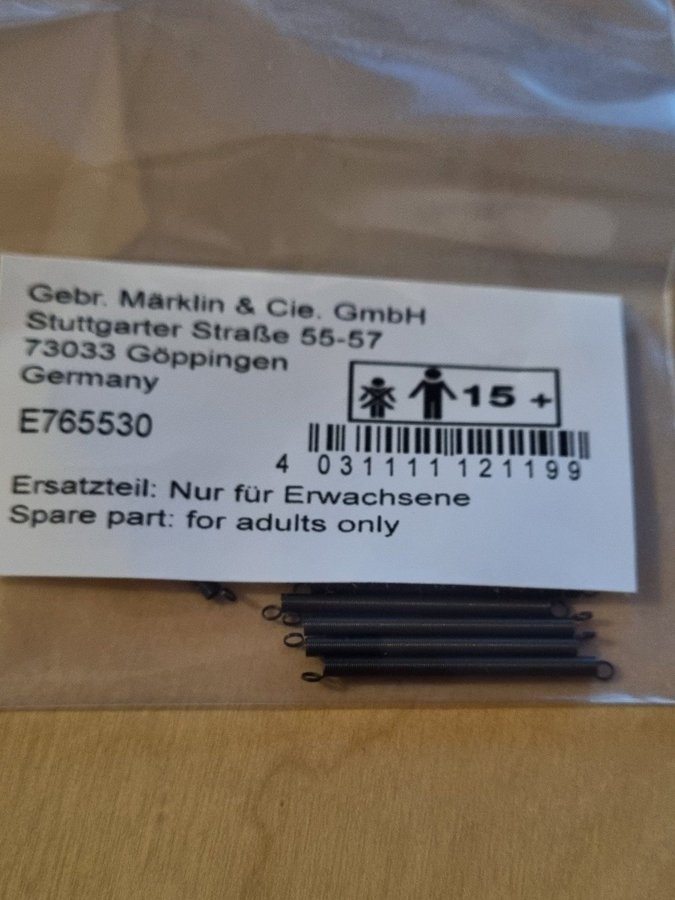 Gebr. Märklin & Cie. GmbH
Stuttgarter Straße 55-57
73033 Göppingen
Germany
15 +
E765530
4 031111 121199
Ersatzteil: Nur für Erwachsene
Spare part: for adults only